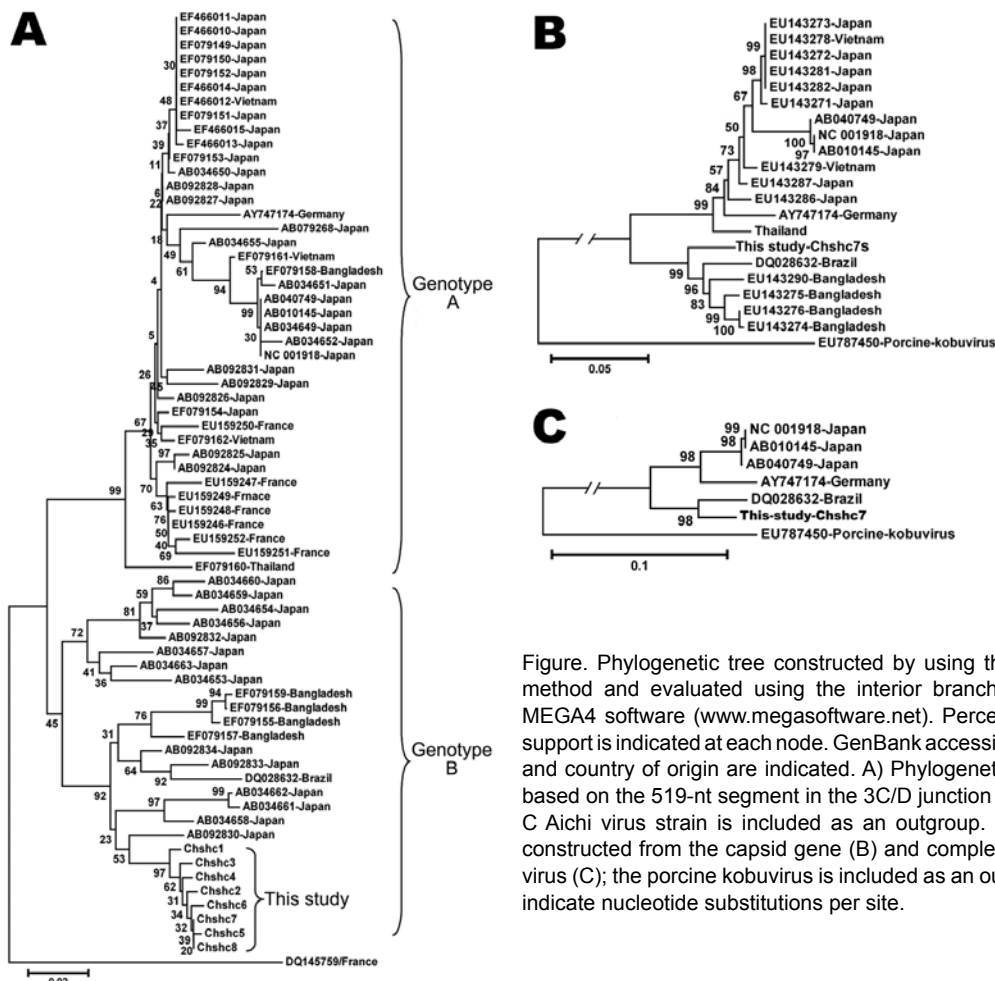 A
EF466011-Japan
EF466010-Japan
EF079149-Japan
EF079150-Japan
EF079152-Japan
30
EF466014-Japan
EF466012-Vietnam
48
EF079151-Japan
37
EF466015-Japan
39
EF466013-Japan
EF079153-Japan
11
AB034650-Japan
AB092828-Japan
6
22
AB092827-Japan
AY747174-Germany
AB079268-Japan
18
49
AB034655-Japan
61
EF079161-Vietnam
53
EF079158-Bangladesh
4
AB034651-Japan
94
AB040749-Japan
99
AB010145-Japan
AB034649-Japan
5
30
AB034652-Japan
NC 001918-Japan
AB092831-Japan
26
45
AB092829-Japan
AB092826-Japan
EF079154-Japan
67
29
35
EU159250-France
EF079162-Vietnam
97
AB092825-Japan
AB092824-Japan
70
EU159247-France
EU159249-Frnace
63
EU159248-France
76
EU159246-France
50
EU159252-France
40
69
EU159251-France
99
EF079160-Thailand
Genotype
A
86
AB034660-Japan
59
AB034659-Japan
AB034654-Japan
81
37
AB034656-Japan
AB092832-Japan
72
AB034657-Japan
41
AB034663-Japan
36
AB034653-Japan
45
94
EF079159-Bangladesh
99
EF079156-Bangladesh
76
EF079155-Bangladesh
EF079157-Bangladesh
31
AB092834-Japan
64
AB092833-Japan
92
DQ028632-Brazil
92
99
AB034662-Japan
97
AB034661-Japan
AB034658-Japan
23
AB092830-Japan
53
Chshc1
97
Chshc3
62
Chshc4
31
Chshc2
34
Chshc6
32
Chshc7
39
Chshc5
20
Chshc8
This study
Genotype
B
DQ145759/France
B
EU143273-Japan
99
EU143278-Vietnam
EU143272-Japan
98
EU143281-Japan
EU143282-Japan
67
EU143271-Japan
AB040749-Japan
50
100
NC 001918-Japan
97
AB010145-Japan
73
EU143279-Vietnam
57
EU143287-Japan
84
EU143286-Japan
99
AY747174-Germany
Thailand
This study-Chshc7s
99
DQ028632-Brazil
96
EU143290-Bangladesh
83
EU143275-Bangladesh
99
EU143276-Bangladesh
100
EU143274-Bangladesh
EU787450-Porcine-kobuvirus
0.05
C
99
NC 001918-Japan
98
AB010145-Japan
98
AB040749-Japan
AY747174-Germany
DQ028632-Brazil
98
This-study-Chshc7
EU787450-Porcine-kobuvirus
0.1
Figure. Phylogenetic tree constructed by using th
method and evaluated using the interior branch
MEGA4 software (www.megasoftware.net). Perce
support is indicated at each node. GenBank accessi
and country of origin are indicated. A) Phylogenet
based on the 519-nt segment in the 3C/D junction
C Aichi virus strain is included as an outgroup.
constructed from the capsid gene (B) and comple
virus (C); the porcine kobuvirus is included as an ou
indicate nucleotide substitutions per site.